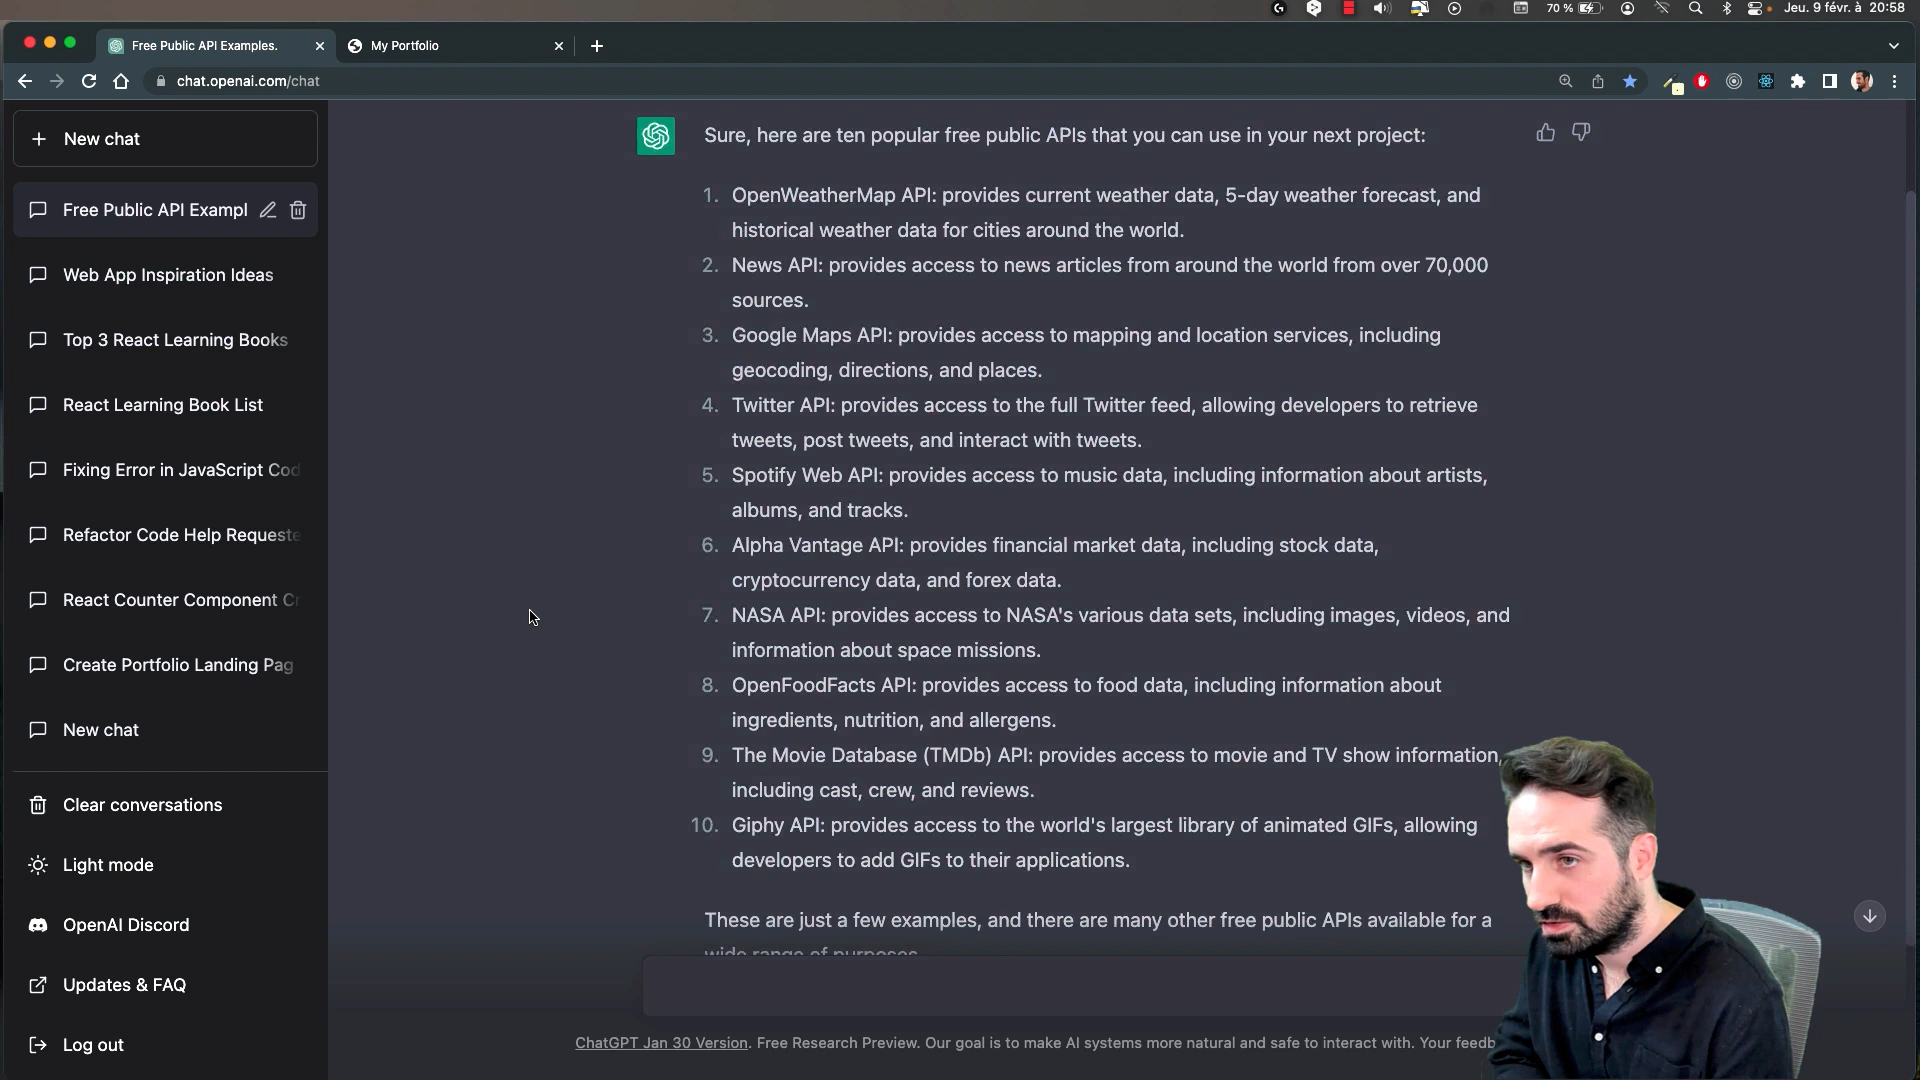 70 %
Jeu. 9 févr. à 20:58
Free Public API Examples.
My Portfolio
chat.openai.com/chat
New chat
Free Public API Exampl
Web App Inspiration Ideas
Top 3 React Learning Books
React Learning Book List
Fixing Error in JavaScript Cod
Refactor Code Help Requeste
React Counter Component Cr
Create Portfolio Landing Pag
New chat
Clear conversations
Light mode
OpenAI Discord
Updates & FAQ
Log out
Sure, here are ten popular free public APIs that you can use in your next project:
1. OpenWeatherMap API: provides current weather data, 5-day weather forecast, and
historical weather data for cities around the world.
2. News API: provides access to news articles from around the world from over 70,000
sources.
3. Google Maps API: provides access to mapping and location services, including
geocoding, directions, and places.
4. Twitter API: provides access to the full Twitter feed, allowing developers to retrieve
tweets, post tweets, and interact with tweets.
5. Spotify Web API: provides access to music data, including information about artists,
albums, and tracks.
6. Alpha Vantage API: provides financial market data, including stock data,
cryptocurrency data, and forex data.
7. NASA API: provides access to NASA's various data sets, including images, videos, and
information about space missions.
8. OpenFoodFacts API: provides access to food data, including information about
ingredients, nutrition, and allergens.
9. The Movie Database (TMDb) API: provides access to movie and TV show information,
including cast, crew, and reviews.
10. Giphy API: provides access to the world's largest library of animated GIFs, allowing
developers to add GIFs to their applications.
These are just a few examples, and there are many other free public APIs available for a
wide range of purposes.
ChatGPT Jan 30 Version. Free Research Preview. Our goal is to make AI systems more natural and safe to interact with. Your feedb